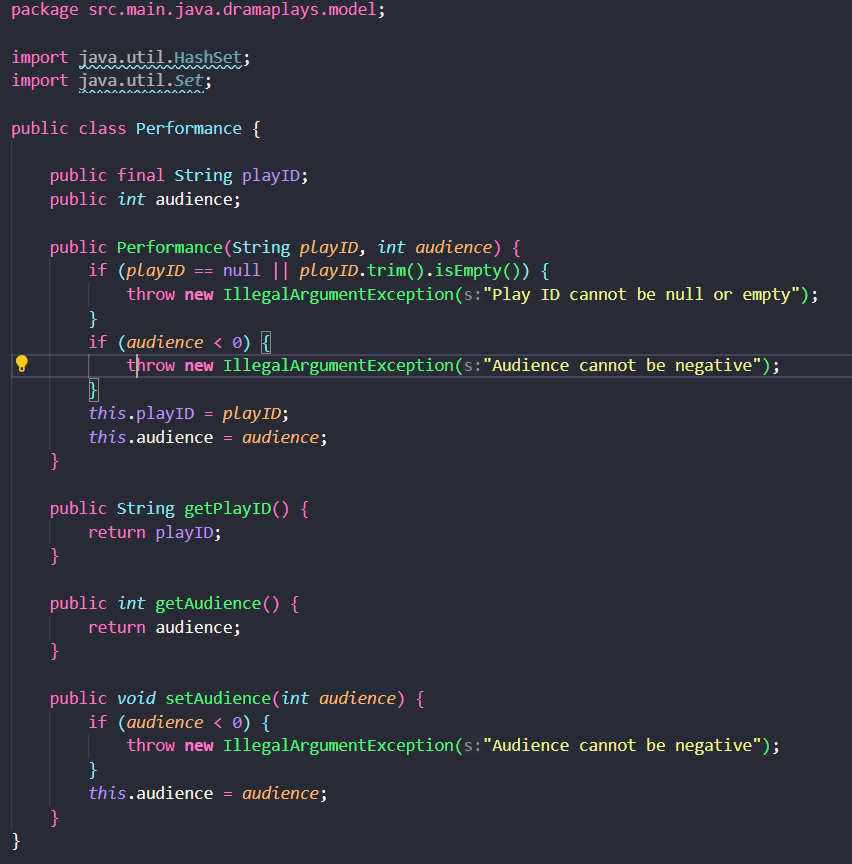 package src.main.java.dramaplays.model;
import java.util.HashSet;
import java.util.Set;
public class Performance {
public final String playID;
public int audience;
public Performance(String playID, int audience) {
if (playID == null || playID.trim().isEmpty()) {
throw new IllegalArgumentException(s:"Play ID cannot be null or empty");
}
if (audience < 0) {
throw new IllegalArgumentException(s:"Audience cannot be negative");
}
this.playID = playID;
this.audience = audience;
}
public String getPlayID() {
return playID;
}
public int getAudience() {
return audience;
}
public void setAudience(int audience) {
if (audience < 0) {
throw new IllegalArgumentException(s:"Audience cannot be negative");
}
this.audience = audience;
}
}